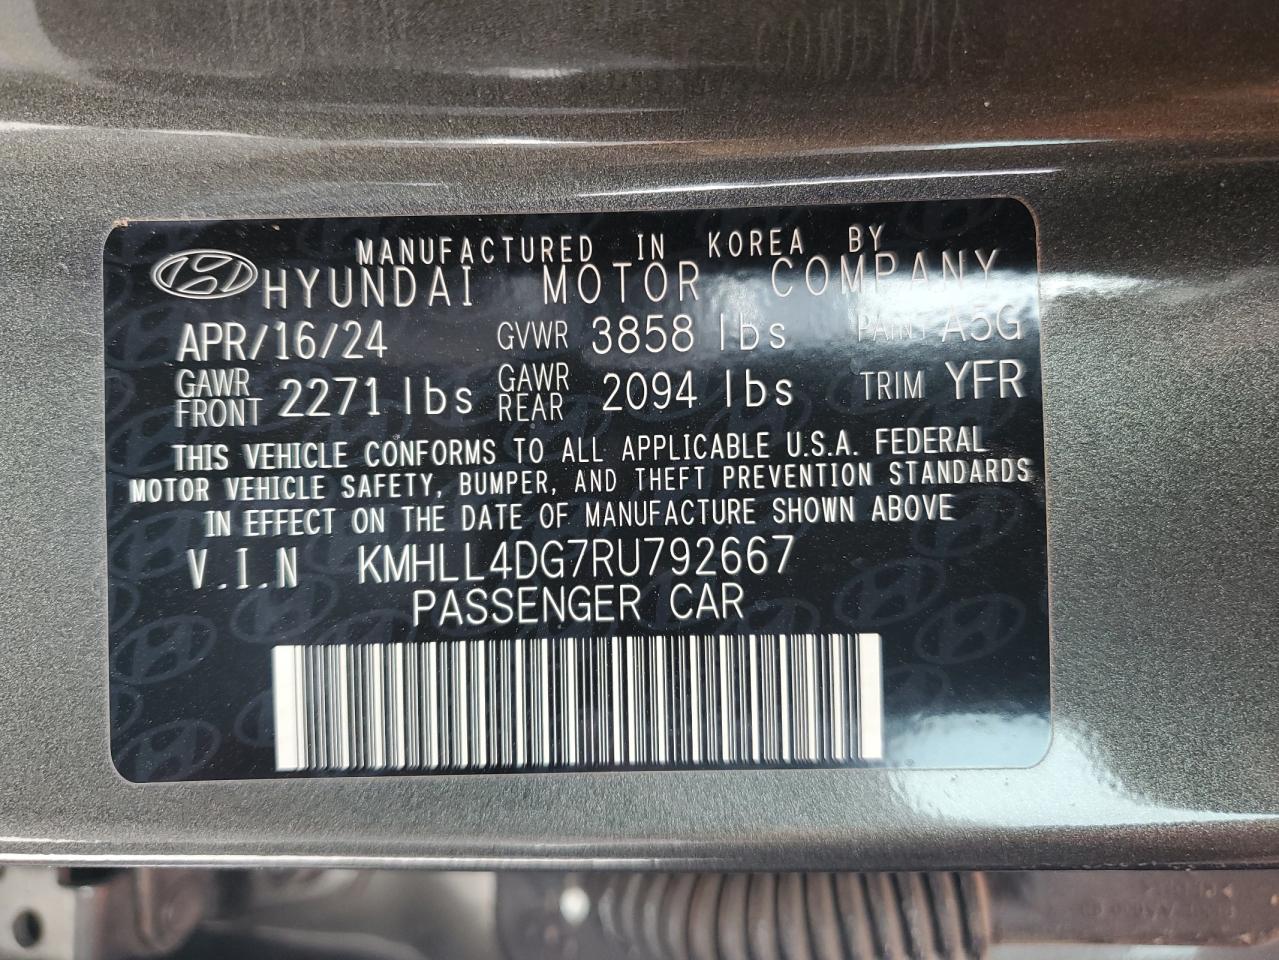 MANUFACTURED IN KOREA BY
HYUNDAI MOTOR COMPANY
APR/16/24 GVWR 3858 lbs PAINT A5G
GAWR FRONT 2271 lbs GAWR REAR 2094 lbs TRIM YFR
THIS VEHICLE CONFORMS TO ALL APPLICABLE U.S.A. FEDERAL
MOTOR VEHICLE SAFETY, BUMPER, AND THEFT PREVENTION STANDARDS
IN EFFECT ON THE DATE OF MANUFACTURE SHOWN ABOVE
V.I.N KMHLL4DG7RU792667
PASSENGER CAR